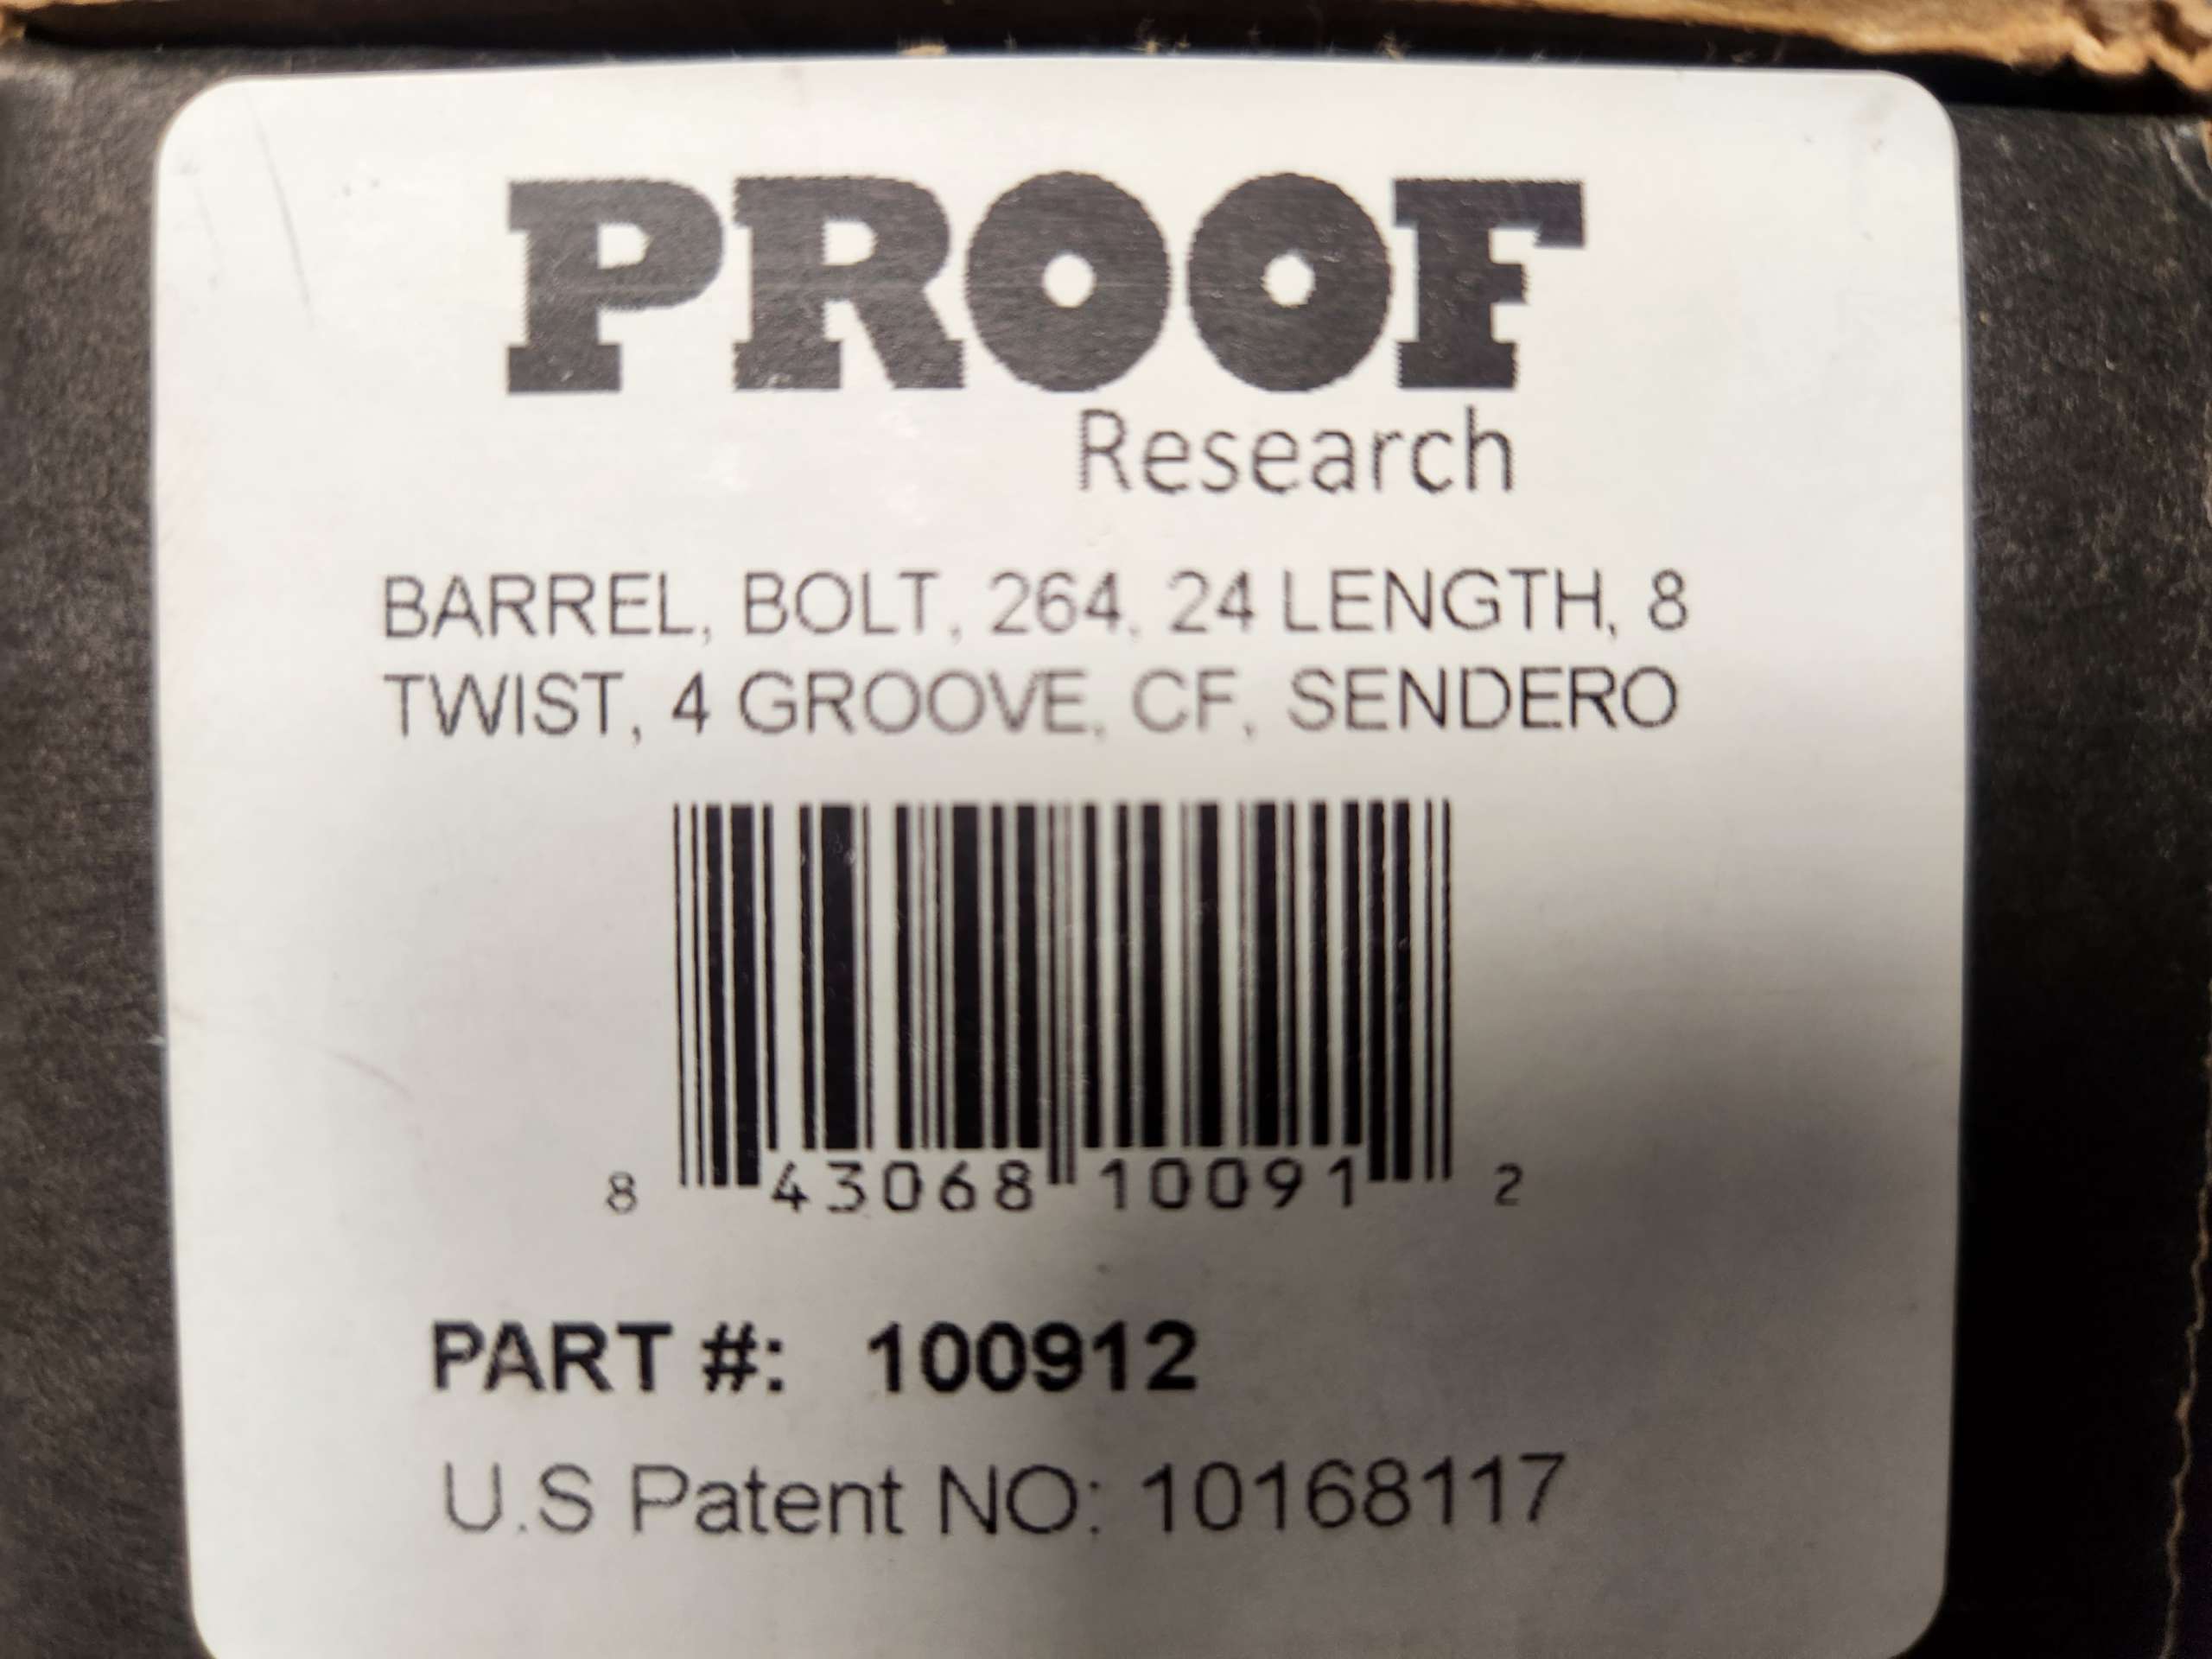 PROOF
Research
BARREL, BOLT, 264, 24 LENGTH, 8
TWIST, 4 GROOVE, CF, SENDERO
8 43068 10091 2
PART #: 100912
U.S Patent NO: 10168117